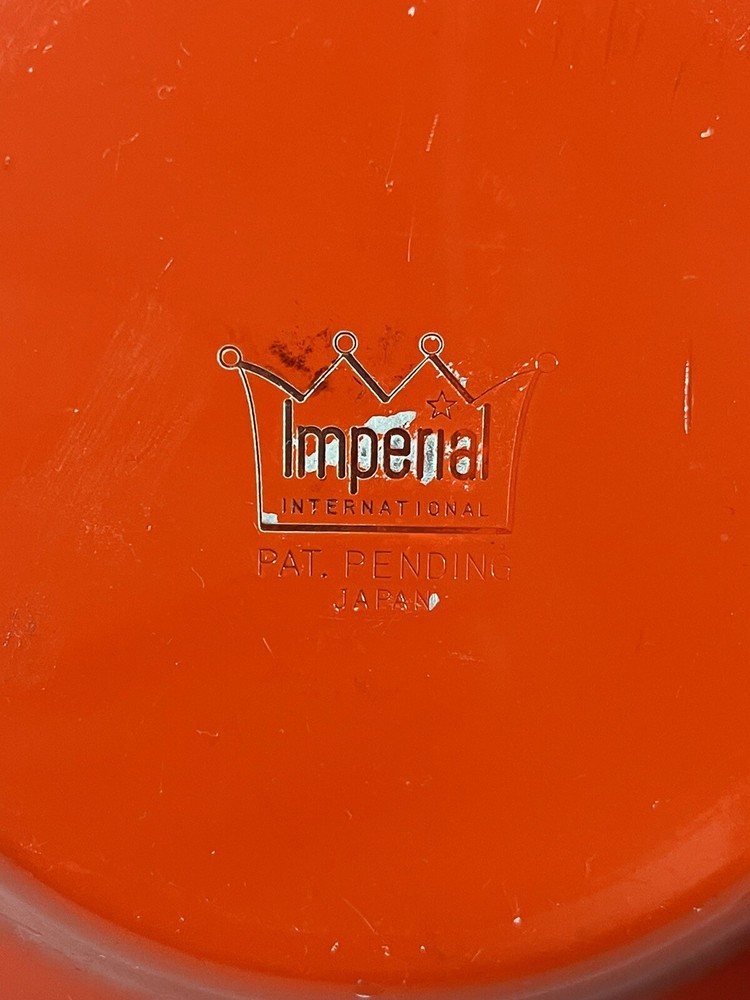 Imperial
INTERNATIONAL
PAT. PENDING
JAPAN